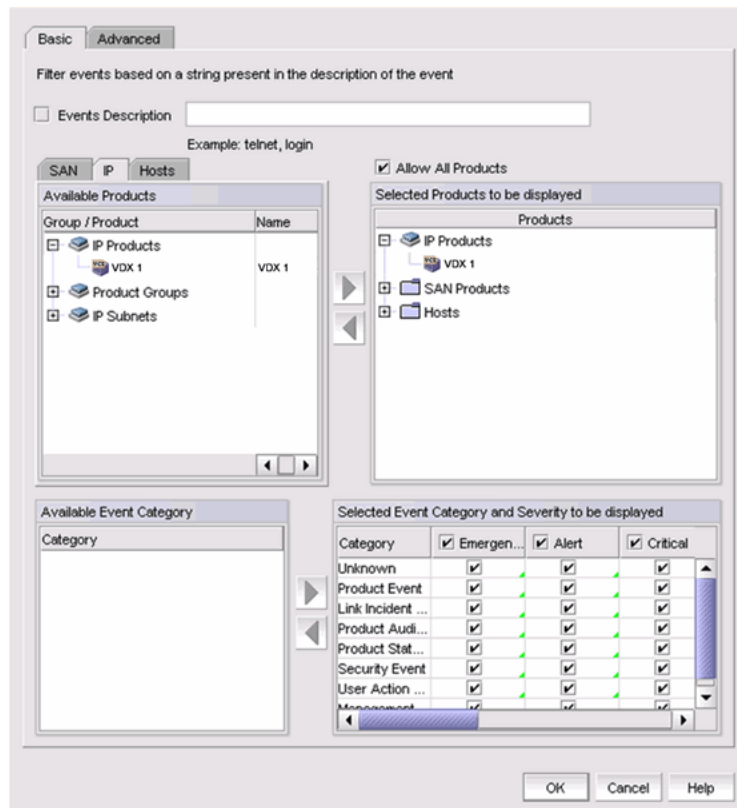 Basic Advanced
Filter events based on a string present in the description of the event
Events Description
Example: telnet, login
SAN IP Hosts
Allow All Products
Available Products
Group / Product Name
IP Products
VDX 1 VDX 1
Product Groups
IP Subnets
Selected Products to be displayed
Products
IP Products
VDX 1
SAN Products
Hosts
Available Event Category
Category
Selected Event Category and Severity to be displayed
Category Emergen... Alert Critical
Unknown
Product Event
Link Incident ...
Product Audi...
Product Stat...
Security Event
User Action ...
Management
OK Cancel Help